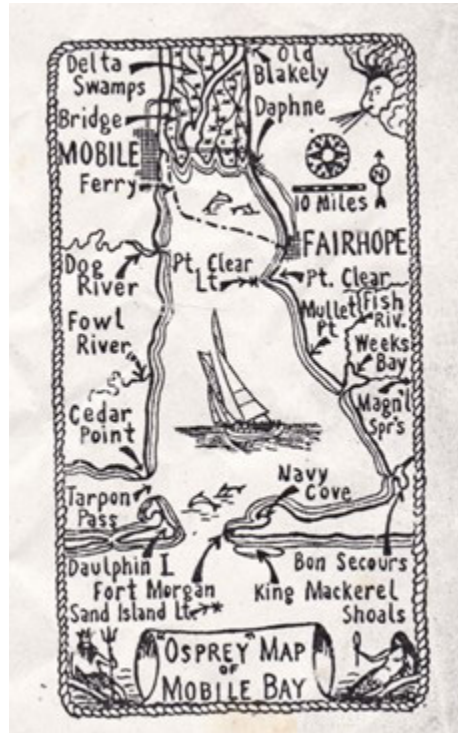 Delta
Swamps
Old
Blakely
Bridge
Daphne
MOBILE
Ferry
N
10 Miles
FAIRHOPE
Dog
River
Pt. Clear
Lt.
Pt. Clear
Mullet
Pt.
Fish
Riv.
Fowl
River
Weeks
Bay
Magn'l
Spr's
Cedar
Point
Navy
Cove
Tarpon
Pass
Daulphin I
Bon Secours
Fort Morgan
King Mackerel
Shoals
Sand Island Lt.
"OSPREY" MAP
OF
MOBILE BAY